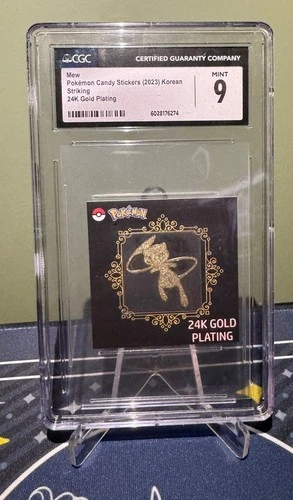 CGC
CERTIFIED GUARANTY COMPANY
Mew
Pokémon Candy Stickers (2023) Korean
Striking
24K Gold Plating
MINT
9
6028176274
POKéMON
24K GOLD
PLATING